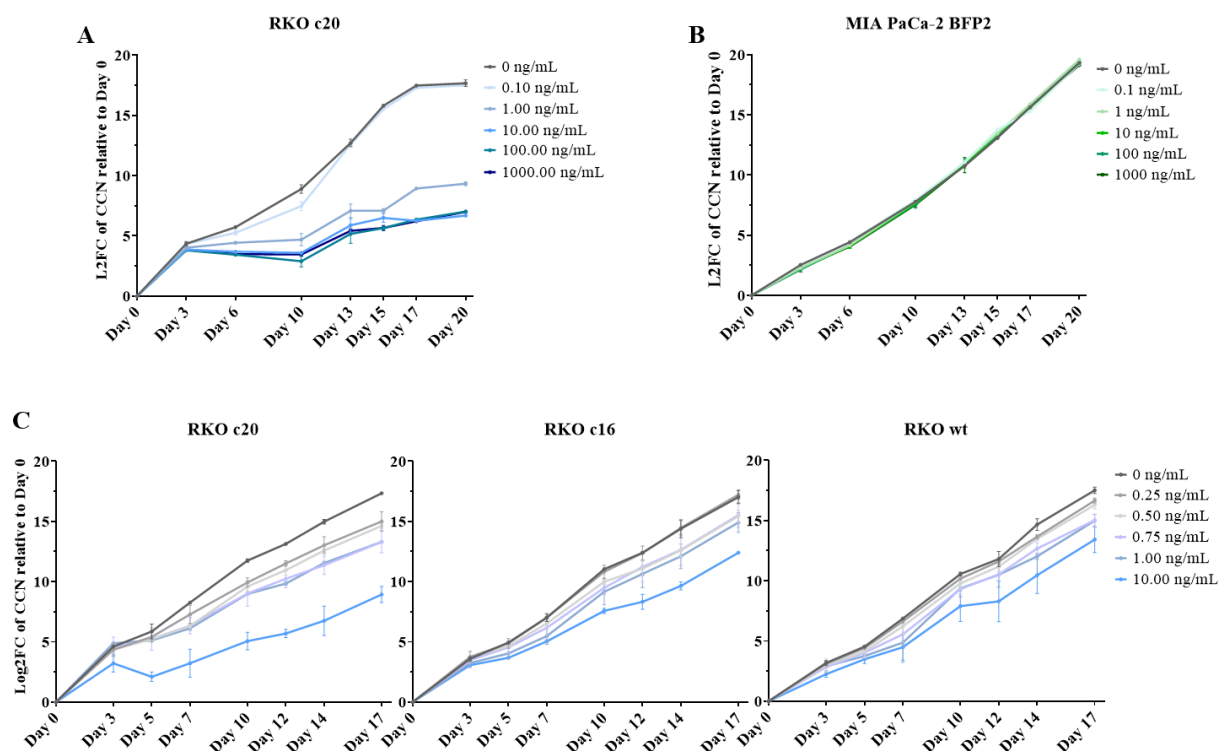 A
RKO c20
L2FC of CCN relative to Day 0
20
15
10
5
0
Day 0
Day 3
Day 6
Day 10
Day 13
Day 15
Day 17
Day 20
0 ng/mL
0.10 ng/mL
1.00 ng/mL
10.00 ng/mL
100.00 ng/mL
1000.00 ng/mL
B
MIA PaCa-2 BFP2
L2FC of CCN relative to Day 0
20
15
10
5
0
Day 0
Day 3
Day 6
Day 10
Day 13
Day 15
Day 17
Day 20
0 ng/mL
0.1 ng/mL
1 ng/mL
10 ng/mL
100 ng/mL
1000 ng/mL
C
RKO c20
Log2FC of CCN relative to Day 0
20
15
10
5
0
Day 0
Day 3
Day 5
Day 7
Day 10
Day 12
Day 14
Day 17
RKO c16
20
15
10
5
0
Day 0
Day 3
Day 5
Day 7
Day 10
Day 12
Day 14
Day 17
RKO wt
20
15
10
5
0
Day 0
Day 3
Day 5
Day 7
Day 10
Day 12
Day 14
Day 17
0 ng/mL
0.25 ng/mL
0.50 ng/mL
0.75 ng/mL
1.00 ng/mL
10.00 ng/mL